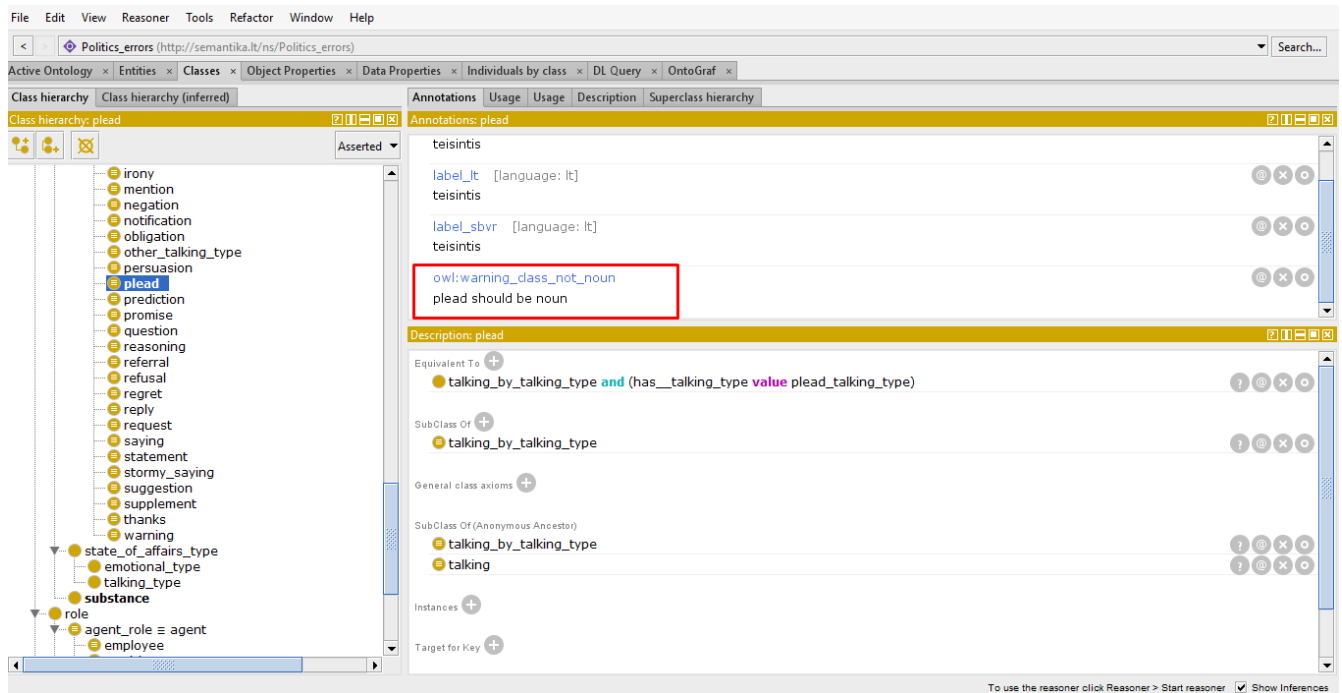 File Edit View Reasoner Tools Refactor Window Help
< > Politics_errors (http://semantika.lt/ns/Politics_errors) Search...
Active Ontology × Entities × Classes × Object Properties × Data Properties × Individuals by class × DL Query × OntoGraf ×
Class hierarchy Class hierarchy (inferred)
Class hierarchy: plead
Asserted
irony
mention
negation
notification
obligation
other_talking_type
persuasion
plead
prediction
promise
question
reasoning
referral
refusal
regret
reply
request
saying
statement
stormy_saying
suggestion
supplement
thanks
warning
state_of_affairs_type
emotional_type
talking_type
substance
role
agent_role ≡ agent
employee
Annotations Usage Usage Description Superclass hierarchy
Annotations: plead
teisintis
label_lt [language: lt]
teisintis
label_sbvr [language: lt]
teisintis
owl:warning_class_not_noun
plead should be noun
Description: plead
Equivalent To
talking_by_talking_type and (has__talking_type value plead_talking_type)
SubClass Of
talking_by_talking_type
General class axioms
SubClass Of (Anonymous Ancestor)
talking_by_talking_type
talking
Instances
Target for Key
To use the reasoner click Reasoner > Start reasoner Show Inferences